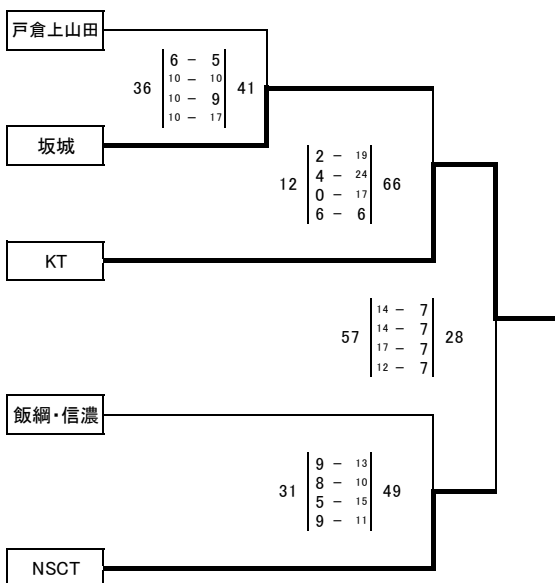 戸倉上山田
36 6 - 5 41
10 - 10
10 - 9
10 - 17
坂城
12 2 - 19 66
4 - 24
0 - 17
6 - 6
KT
57 14 - 7 28
14 - 7
17 - 7
12 - 7
飯綱・信濃
31 9 - 13 49
8 - 10
5 - 15
9 - 11
NSCT